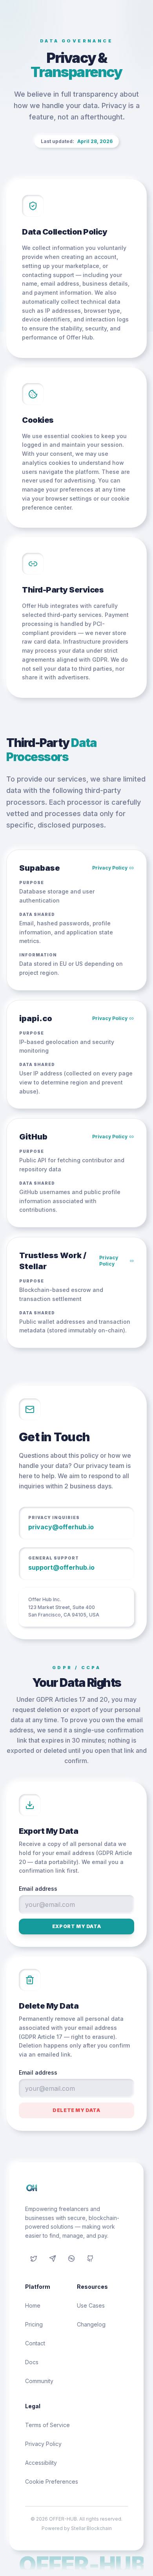 DATA GOVERNANCE
Privacy &
Transparency
We believe in full transparency about
how we handle your data. Privacy is a
feature, not an afterthought.
Last updated: April 28, 2026
Data Collection Policy
We collect information you voluntarily
provide when creating an account,
setting up your marketplace, or
contacting support — including your
name, email address, business details,
and payment information. We also
automatically collect technical data
such as IP addresses, browser type,
device identifiers, and interaction logs
to ensure the stability, security, and
performance of Offer Hub.
Cookies
We use essential cookies to keep you
logged in and maintain your session.
With your consent, we may use
analytics cookies to understand how
users navigate the platform. These are
never used for advertising. You can
manage your preferences at any time
via your browser settings or our cookie
preference center.
Third-Party Services
Offer Hub integrates with carefully
selected third-party services. Payment
processing is handled by PCI-
compliant providers — we never store
raw card data. Infrastructure providers
may process your data under strict
agreements aligned with GDPR. We do
not sell your data to third parties, nor
share it with advertisers.
Third-Party Data
Processors
To provide our services, we share limited
data with the following third-party
processors. Each processor is carefully
vetted and processes data only for
specific, disclosed purposes.
Supabase
Privacy Policy
PURPOSE
Database storage and user
authentication
DATA SHARED
Email, hashed passwords, profile
information, and application state
metrics.
INFORMATION
Data stored in EU or US depending on
project region.
ipapi.co
Privacy Policy
PURPOSE
IP-based geolocation and security
monitoring
DATA SHARED
User IP address (collected on every page
view to determine region and prevent
abuse).
GitHub
Privacy Policy
PURPOSE
Public API for fetching contributor and
repository data
DATA SHARED
GitHub usernames and public profile
information associated with
contributions.
Trustless Work /
Stellar
Privacy
Policy
PURPOSE
Blockchain-based escrow and
transaction settlement
DATA SHARED
Public wallet addresses and transaction
metadata (stored immutably on-chain).
Get in Touch
Questions about this policy or how we
handle your data? Our privacy team is
here to help. We aim to respond to all
inquiries within 2 business days.
PRIVACY INQUIRIES
privacy@offerhub.io
GENERAL SUPPORT
support@offerhub.io
Offer Hub Inc.
123 Market Street, Suite 400
San Francisco, CA 94105, USA
GDPR / CCPA
Your Data Rights
Under GDPR Articles 17 and 20, you may
request deletion or export of your personal
data at any time. To prove you own the email
address, we send it a single-use confirmation
link that expires in 30 minutes; nothing is
exported or deleted until you open that link and
confirm.
Export My Data
Receive a copy of all personal data we
hold for your email address (GDPR Article
20 — data portability). We email you a
confirmation link first.
Email address
your@email.com
EXPORT MY DATA
Delete My Data
Permanently remove all personal data
associated with your email address
(GDPR Article 17 — right to erasure).
Deletion happens only after you confirm
via an emailed link.
Email address
your@email.com
DELETE MY DATA
Empowering freelancers and
businesses with secure, blockchain-
powered solutions — making work
easier to find, manage, and pay.
Platform
Resources
Home
Use Cases
Pricing
Changelog
Contact
Docs
Community
Legal
Terms of Service
Privacy Policy
Accessibility
Cookie Preferences
© 2026 OFFER-HUB. All rights reserved.
Powered by Stellar Blockchain
OFFER-HUB